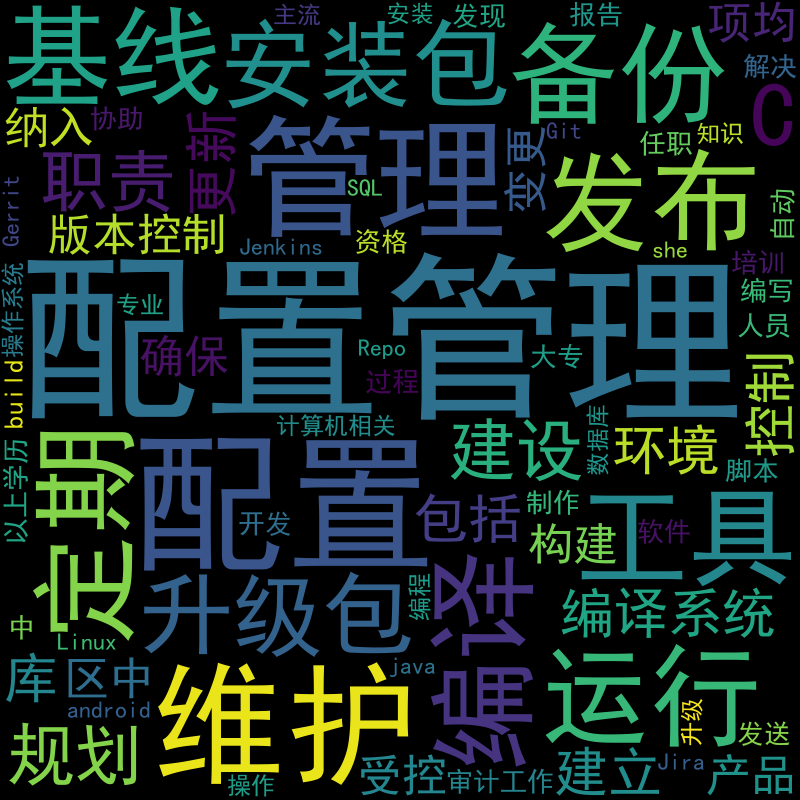 主流
安装
发现
报告
项均
基线
安装包
备份
解决
纳入
协助
更新
管理
变更
Git
任职
知识
C
职责
SQL
发布
自动
Gerrit
版本控制
Jenkins
资格
she
培训
操作系统
配置管理
专业
编写
确保
Repo
大专
人员
build
过程
控制
计算机相关
数据库
建设
环境
以上学历
定期
配置
包括
制作
脚本
工具
开发
构建
软件
升级包
编程
编译
编译系统
中
Linux
库
区中
维护
java
运行
android
升级
发送
规划
操作
受控
审计工作
建立
Jira
产品